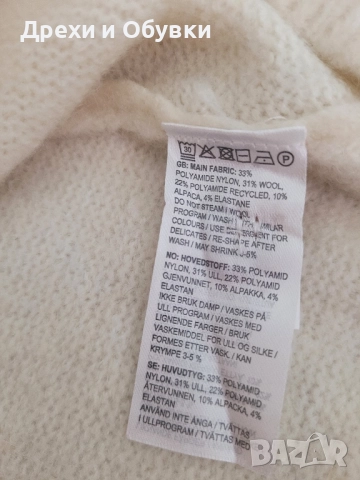 Дрехи и Обувки
30
P
GB: MAIN FABRIC: 33%
POLYAMIDE NYLON, 31% WOOL,
22% POLYAMIDE RECYCLED, 10%
ALPACA, 4% ELASTANE
DO NOT STEAM / WOOL
PROGRAM / WASH SIMILAR
COLOURS / USE DETERGENT FOR
DELICATES / RE-SHAPE AFTER
WASH / MAY SHRINK 3-5%
NO: HOVEDSTOFF: 33% POLYAMID
NYLON, 31% ULL, 22% POLYAMID
GJENVUNNET, 10% ALPAKKA, 4%
ELASTAN
IKKE BRUK DAMP / VASKES PÅ
ULL PROGRAM / VASKES MED
LIGNENDE FARGER / BRUK
VASKEMIDDEL FOR ULL OG SILKE /
FORMES ETTER VASK. / KAN
KRYMPE 3-5 %
SE: HUVUDTYG: 33% POLYAMID
NYLON, 31% ULL, 22% POLYAMID
ÅTERVUNNEN, 10% ALPACKA, 4%
ELASTAN
ANVÄND INTE ÅNGA / TVÄTTAS
I ULLPROGRAM / TVÄTTAS MED
BAZAR
bg